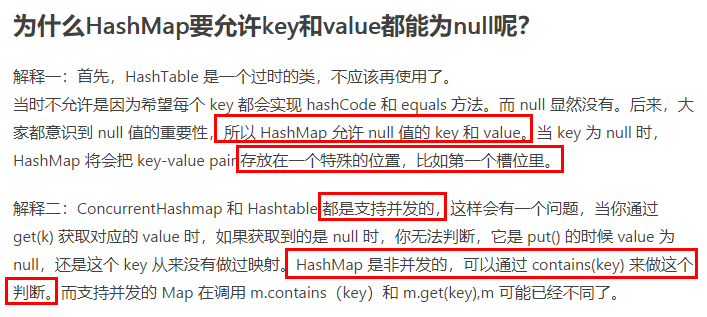 为什么HashMap要允许key和value都能为null呢?
解释一：首先，HashTable 是一个过时的类，不应该再使用了。
当时不允许是因为希望每个 key 都会实现 hashCode 和 equals 方法。而 null 显然没有。后来，大
家都意识到 null 值的重要性，所以 HashMap 允许 null 值的 key 和 value。当 key 为 null 时，
HashMap 将会把 key-value pair 存放在一个特殊的位置，比如第一个槽位里。
解释二：ConcurrentHashmap 和 Hashtable 都是支持并发的，这样会有一个问题，当你通过
get(k) 获取对应的 value 时，如果获取到的是 null 时，你无法判断，它是 put() 的时候 value 为
null，还是这个 key 从来没有做过映射。HashMap 是非并发的，可以通过 contains(key) 来做这个
判断。而支持并发的 Map 在调用 m.contains（key）和 m.get(key),m 可能已经不同了。